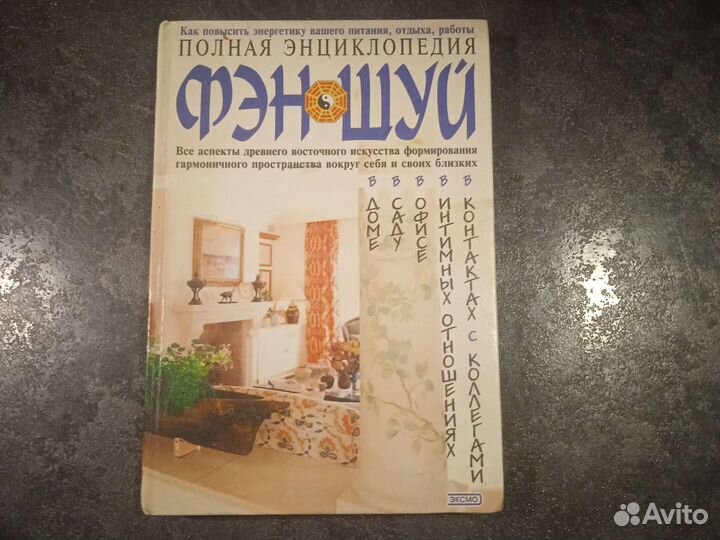 Как повысить энергетику вашего питания, отдыха, работы
ПОЛНАЯ ЭНЦИКЛОПЕДИЯ
ФЭН ШУЙ
Все аспекты древнего восточного искусства формирования
гармоничного пространства вокруг себя и своих близких
В ДОМЕ
В САДУ
В ОФИСЕ
В ИНТИМНЫХ ОТНОШЕНИЯХ
В КОНТАКТАХ С КОЛЛЕГАМИ
ЭКСМО
Avito